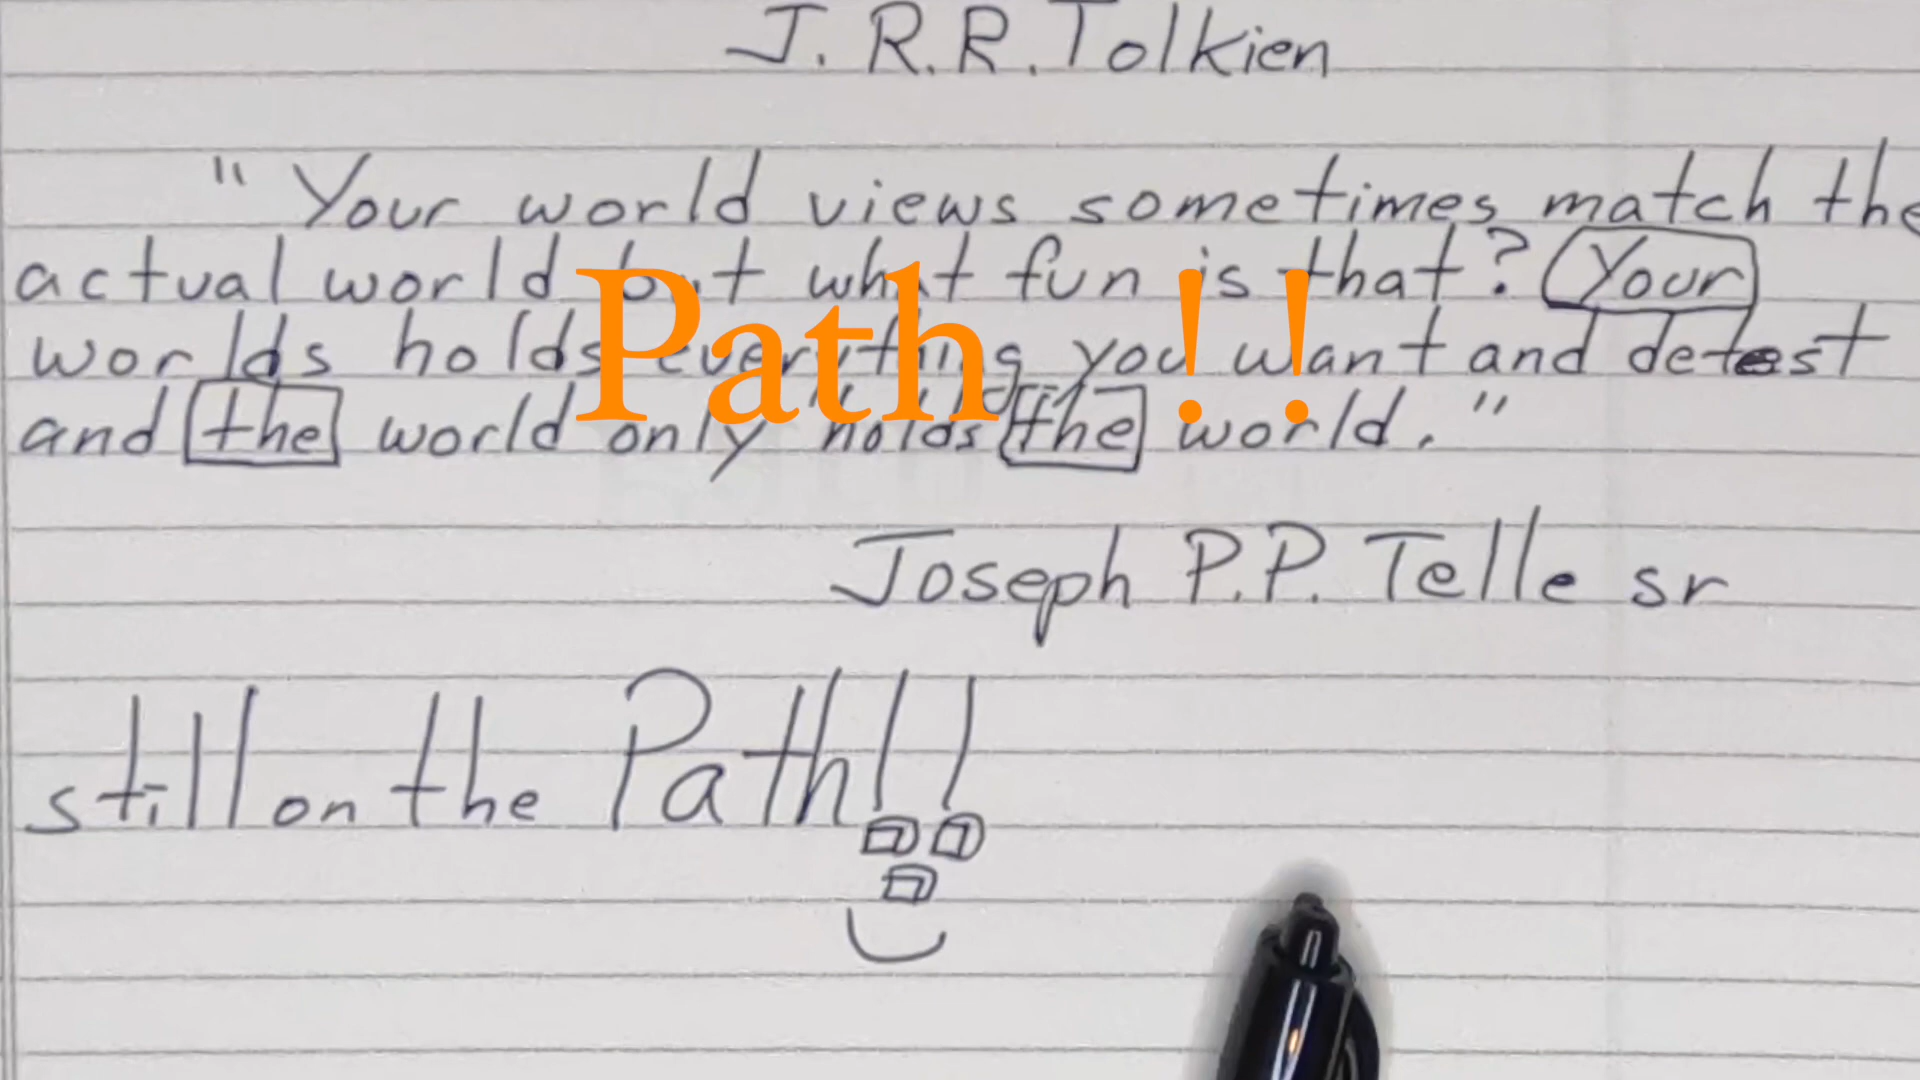 J. R.R. Tolkien
"Your world views sometimes match the
actual world but what fun is that? Your
worlds holds everything you want and detest
and the world only holds the world."
Path !!
Joseph P.P. Telle sr
still on the Path!!